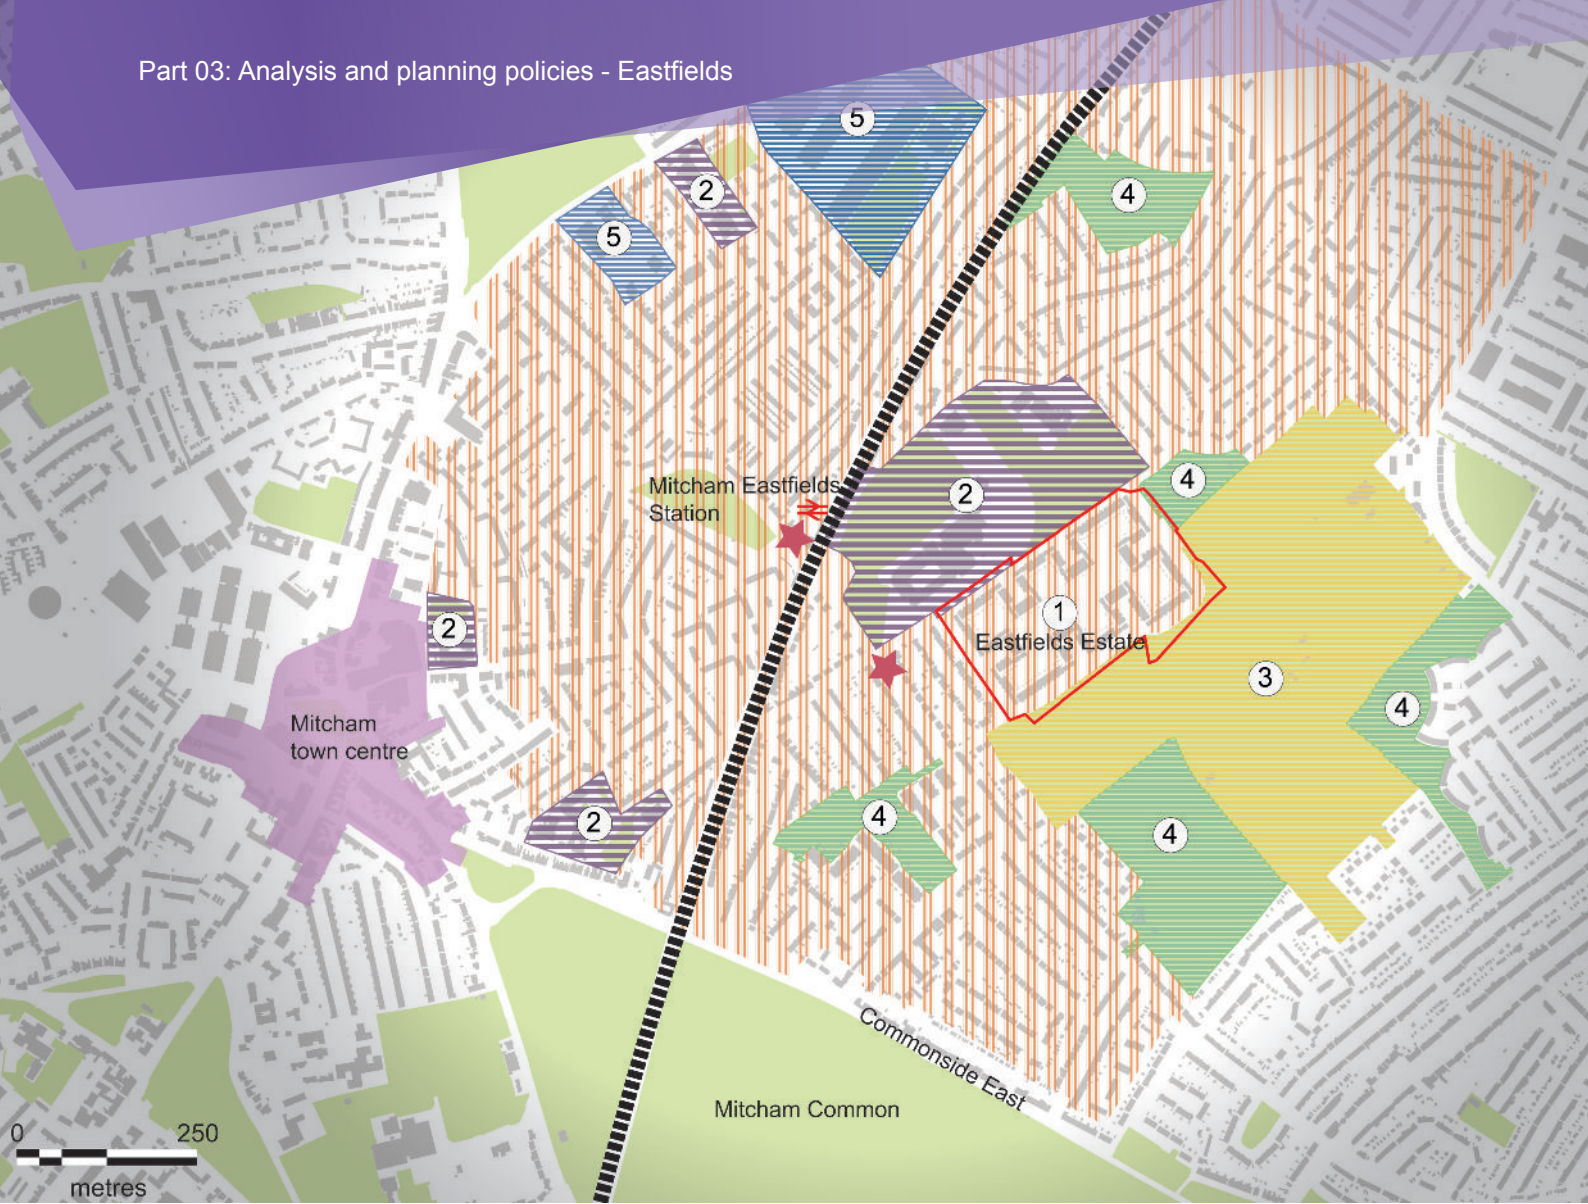 Part 03: Analysis and planning policies - Eastfields
5
2
4
5
4
Mitcham Eastfields
Station
2
1
Eastfields Estate
2
3
4
Mitcham
town centre
4
2
4
Commonside East
Mitcham Common
0 250
metres